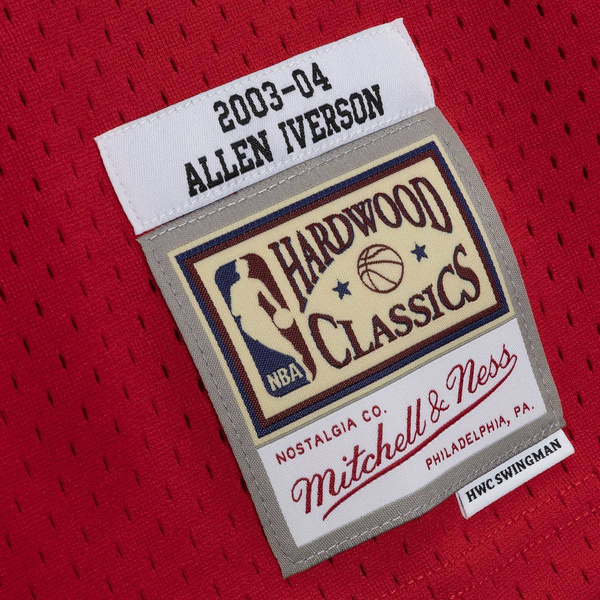 2003-04
ALLEN IVERSON
HARDWOOD
CLASSICS
NBA
NOSTALGIA CO.
Mitchell & Ness
PHILADELPHIA, PA.
HWC SWINGMAN